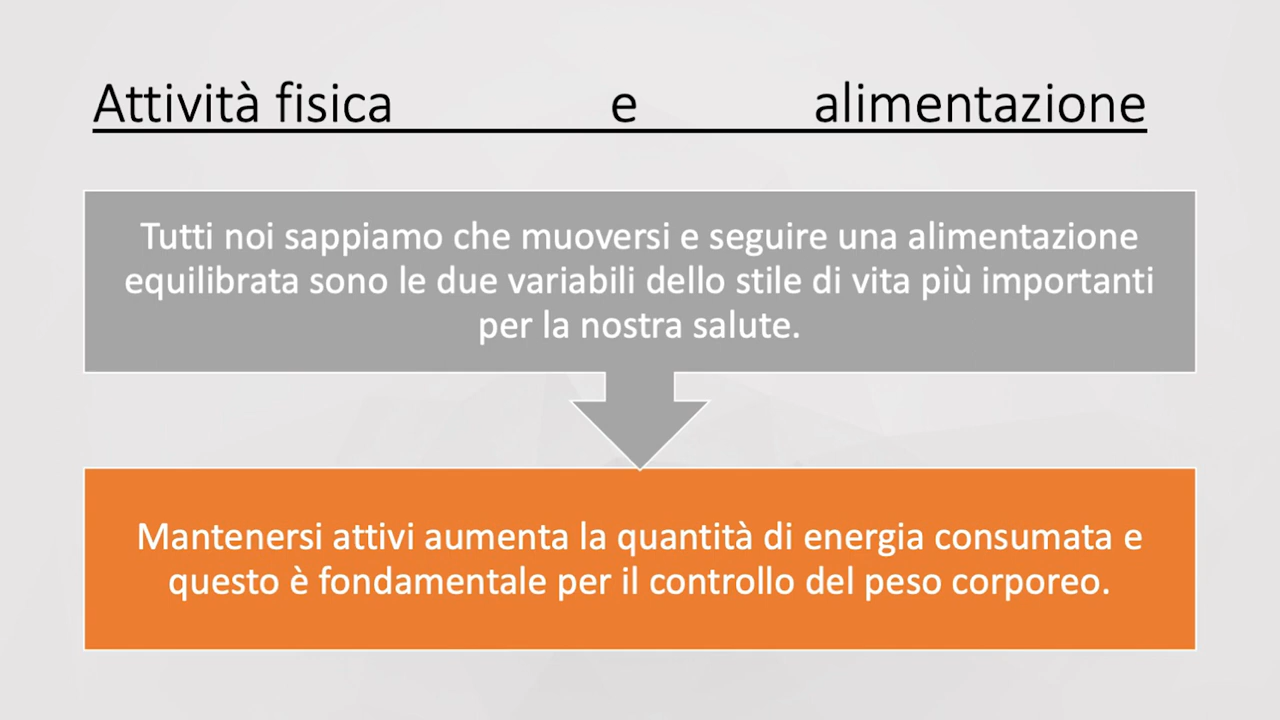 Attività fisica e alimentazione
Tutti noi sappiamo che muoversi e seguire una alimentazione
equilibrata sono le due variabili dello stile di vita più importanti
per la nostra salute.
Mantenersi attivi aumenta la quantità di energia consumata e
questo è fondamentale per il controllo del peso corporeo.